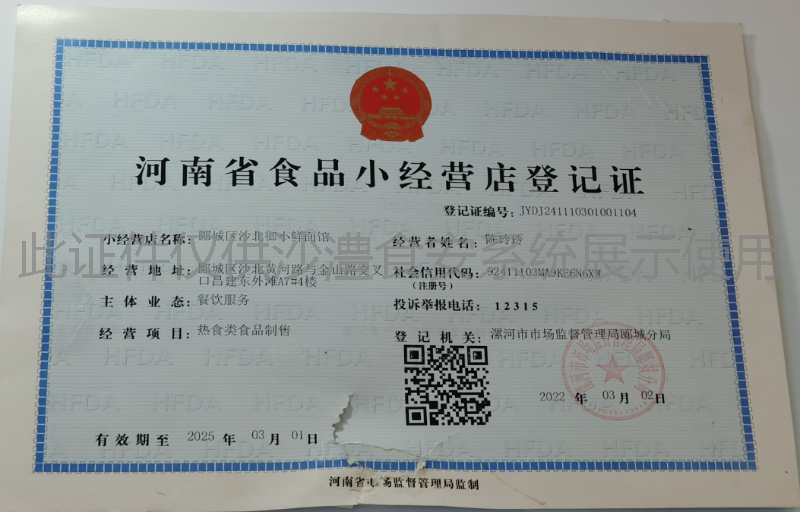 河南省食品小经营店登记证
登记证编号: JYDJ241110301001104
小经营店名称: 郾城区沙北御小鲜面馆
经营者姓名: 陈玲玲
此证件仅供沙澧食安系统展示使用
经营地址: 郾城区沙北黄河路与金山路交叉
口昌建东外滩A7#4楼
社会信用代码: 92411103MA9KE6N6XW
(注册号)
主体业态: 餐饮服务
投诉举报电话: 12315
经营项目: 热食类食品制售
登记机关: 漯河市市场监督管理局郾城分局
2022 年 03 月 02 日
有效期至 2025 年 03 月 01 日
河南省市场监督管理局监制